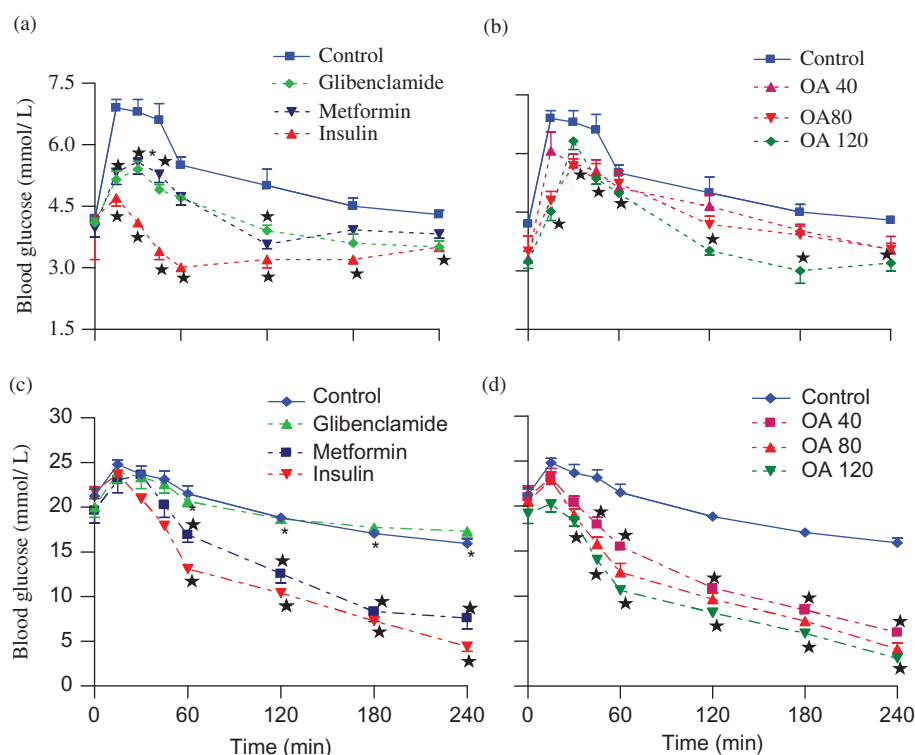 (a)
Control
Glibenclamide
Metformin
Insulin
7.5
6.0
4.5
3.0
1.5
Blood glucose (mmol/ L)
* 
(b)
Control
OA 40
OA80
OA 120
(c)
Control
Glibenclamide
Metformin
Insulin
30
25
20
15
10
5
0
Blood glucose (mmol/ L)
* * * *
0 60 120 180 240
Time (min)
(d)
Control
OA 40
OA 80
OA 120
0 60 120 180 240
Time (min)